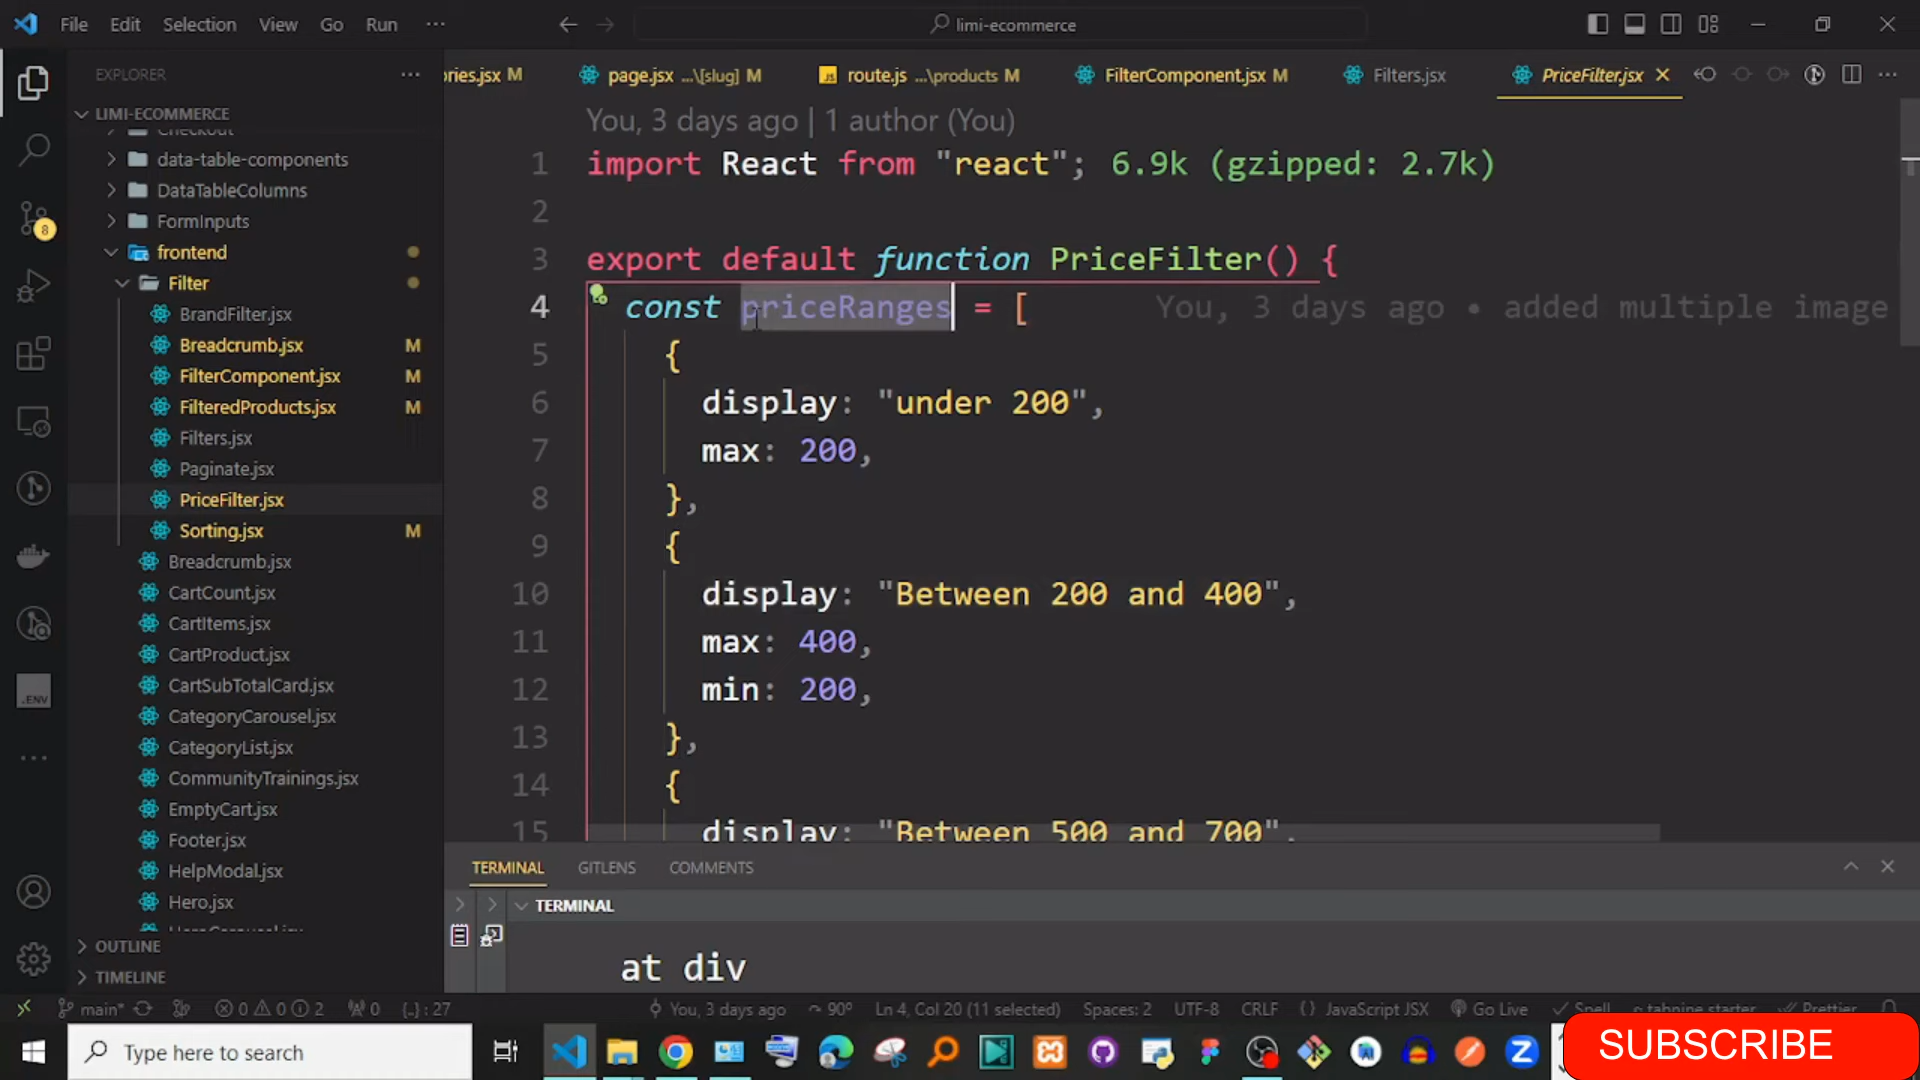 File Edit Selection View Go Run ··· limi-ecommerce
EXPLORER ···
LIMI-ECOMMERCE
Checkout
data-table-components
DataTableColumns
FormInputs
frontend
Filter
BrandFilter.jsx
Breadcrumb.jsx M
FilterComponent.jsx M
FilteredProducts.jsx M
Filters.jsx
Paginate.jsx
PriceFilter.jsx
Sorting.jsx M
Breadcrumb.jsx
CartCount.jsx
CartItems.jsx
CartProduct.jsx
CartSubTotalCard.jsx
CategoryCarousel.jsx
CategoryList.jsx
CommunityTrainings.jsx
EmptyCart.jsx
Footer.jsx
HelpModal.jsx
Hero.jsx
OUTLINE
TIMELINE
8
.ENV
ries.jsx M page.jsx ...\[slug] M route.js ...\products M FilterComponent.jsx M Filters.jsx PriceFilter.jsx
You, 3 days ago | 1 author (You)
1 import React from "react"; 6.9k (gzipped: 2.7k)
2
3 export default function PriceFilter() {
4 const priceRanges = [ You, 3 days ago • added multiple image
5 {
6 display: "under 200",
7 max: 200,
8 },
9 {
10 display: "Between 200 and 400",
11 max: 400,
12 min: 200,
13 },
14 {
15 display: "Between 500 and 700",
TERMINAL GITLENS COMMENTS
TERMINAL
at div
main* 0 0 2 0 {..} : 27 You, 3 days ago 90° Ln 4, Col 20 (11 selected) Spaces: 2 UTF-8 CRLF JavaScript JSX Go Live Spell tabnine starter Prettier
Type here to search
SUBSCRIBE